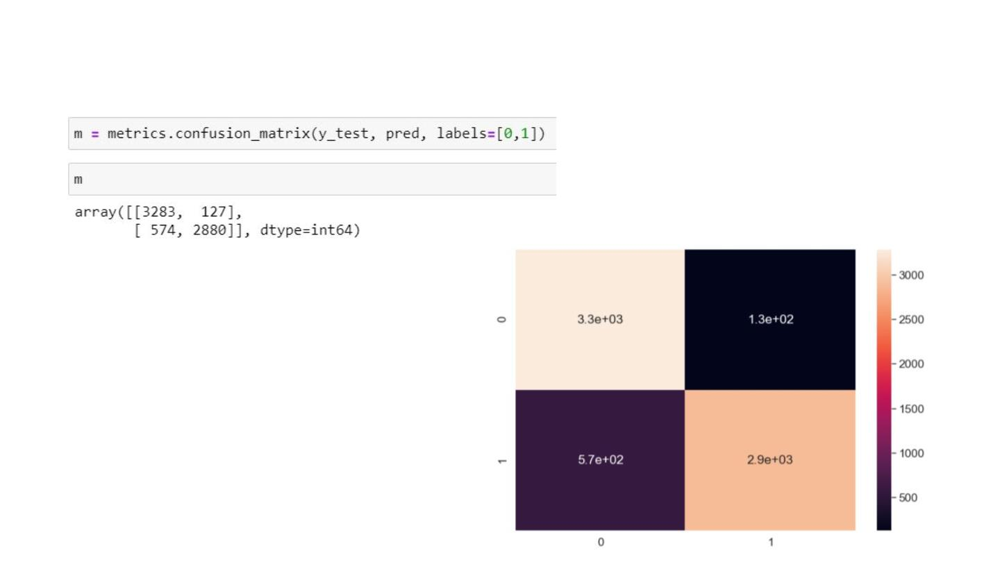 m = metrics.confusion_matrix(y_test, pred, labels=[0,1])
m
array([[3283,  127],
       [ 574, 2880]], dtype=int64)
0
3.3e+03
1.3e+02
1
5.7e+02
2.9e+03
0
1
3000
2500
2000
1500
1000
500